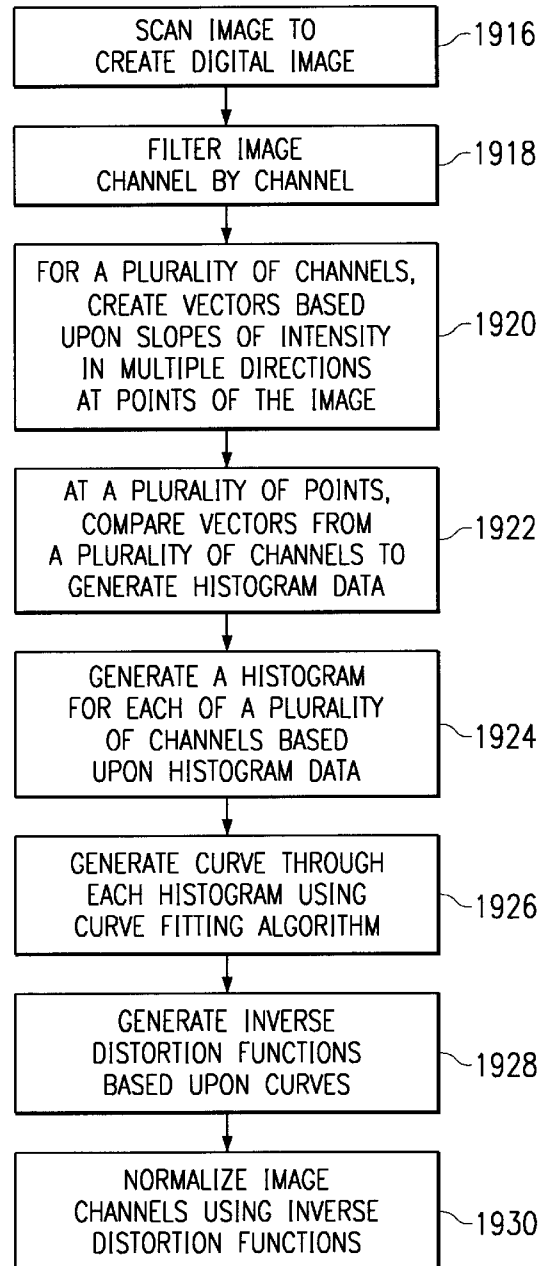 SCAN IMAGE TO
CREATE DIGITAL IMAGE
1916
FILTER IMAGE
CHANNEL BY CHANNEL
1918
FOR A PLURALITY OF CHANNELS,
CREATE VECTORS BASED
UPON SLOPES OF INTENSITY
IN MULTIPLE DIRECTIONS
AT POINTS OF THE IMAGE
1920
AT A PLURALITY OF POINTS,
COMPARE VECTORS FROM
A PLURALITY OF CHANNELS TO
GENERATE HISTOGRAM DATA
1922
GENERATE A HISTOGRAM
FOR EACH OF A PLURALITY
OF CHANNELS BASED
UPON HISTOGRAM DATA
1924
GENERATE CURVE THROUGH
EACH HISTOGRAM USING
CURVE FITTING ALGORITHM
1926
GENERATE INVERSE
DISTORTION FUNCTIONS
BASED UPON CURVES
1928
NORMALIZE IMAGE
CHANNELS USING INVERSE
DISTORTION FUNCTIONS
1930